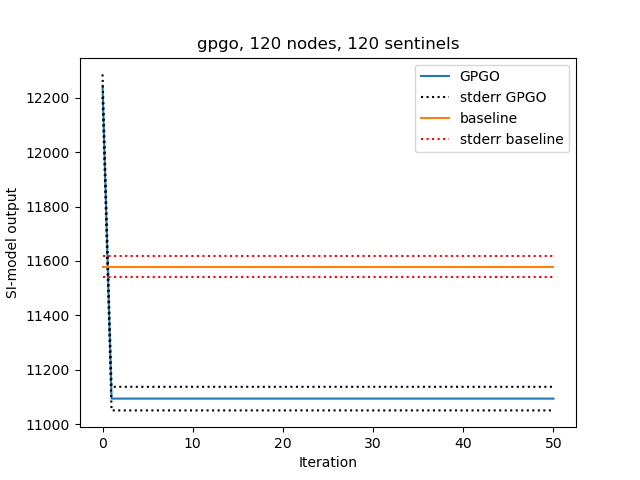 gpgo, 120 nodes, 120 sentinels
GPGO
stderr GPGO
baseline
stderr baseline
SI-model output
12200
12000
11800
11600
11400
11200
11000
0 10 20 30 40 50
Iteration